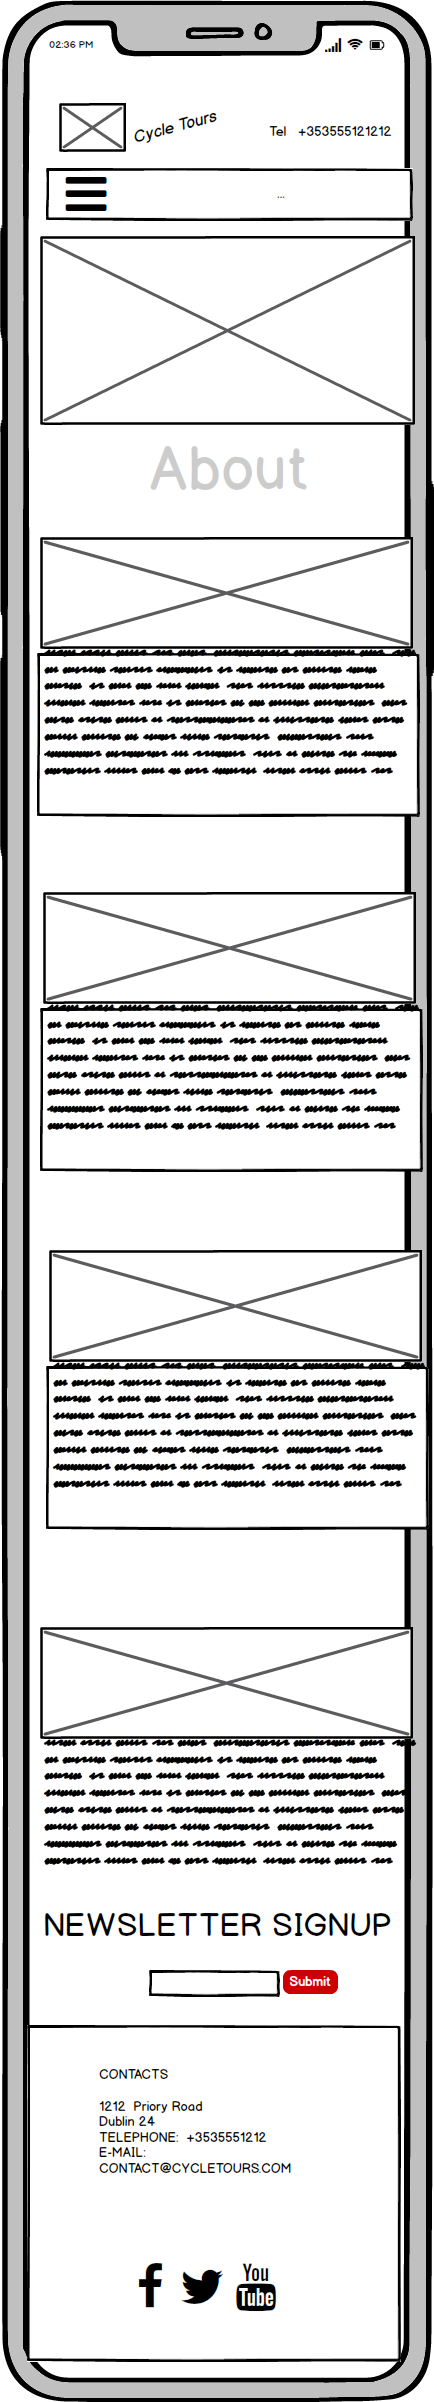 02:36 PM
Cycle Tours
Tel +353555121212
...
About
NEWSLETTER SIGNUP
Submit
CONTACTS
1212 Priory Road
Dublin 24
TELEPHONE: +3535551212
E-MAIL:
CONTACT@CYCLETOURS.COM
You
Tube